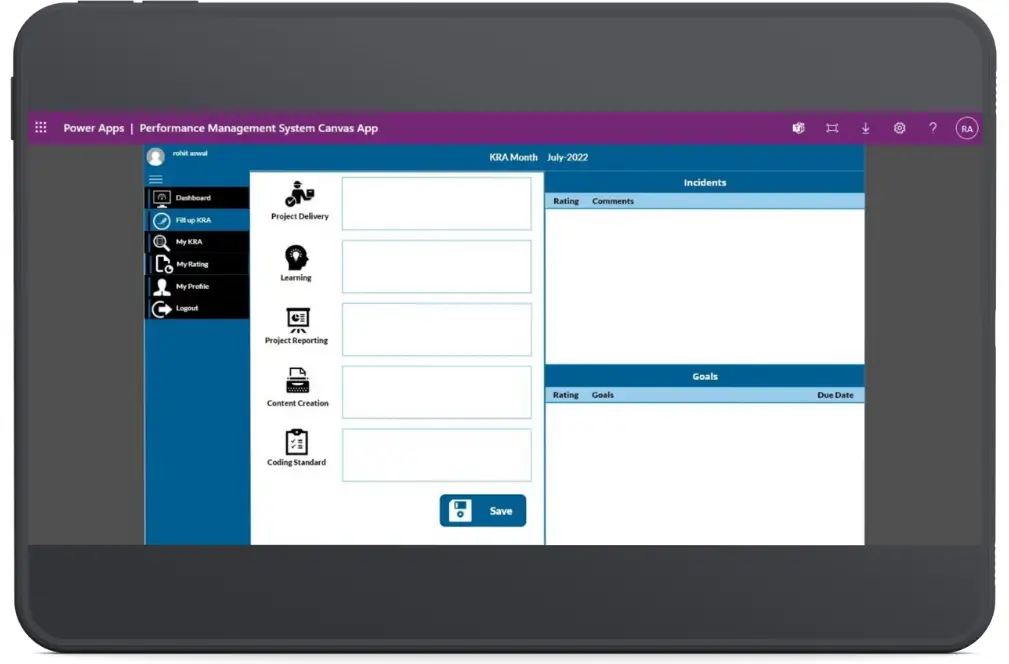 Power Apps | Performance Management System Canvas App
? RA
rohit aswal
KRA Month July-2022
Dashboard
Fill up KRA
My KRA
My Rating
My Profile
Logout
Project Delivery
Learning
Project Reporting
Content Creation
Coding Standard
Save
Incidents
Rating Comments
Goals
Rating Goals Due Date